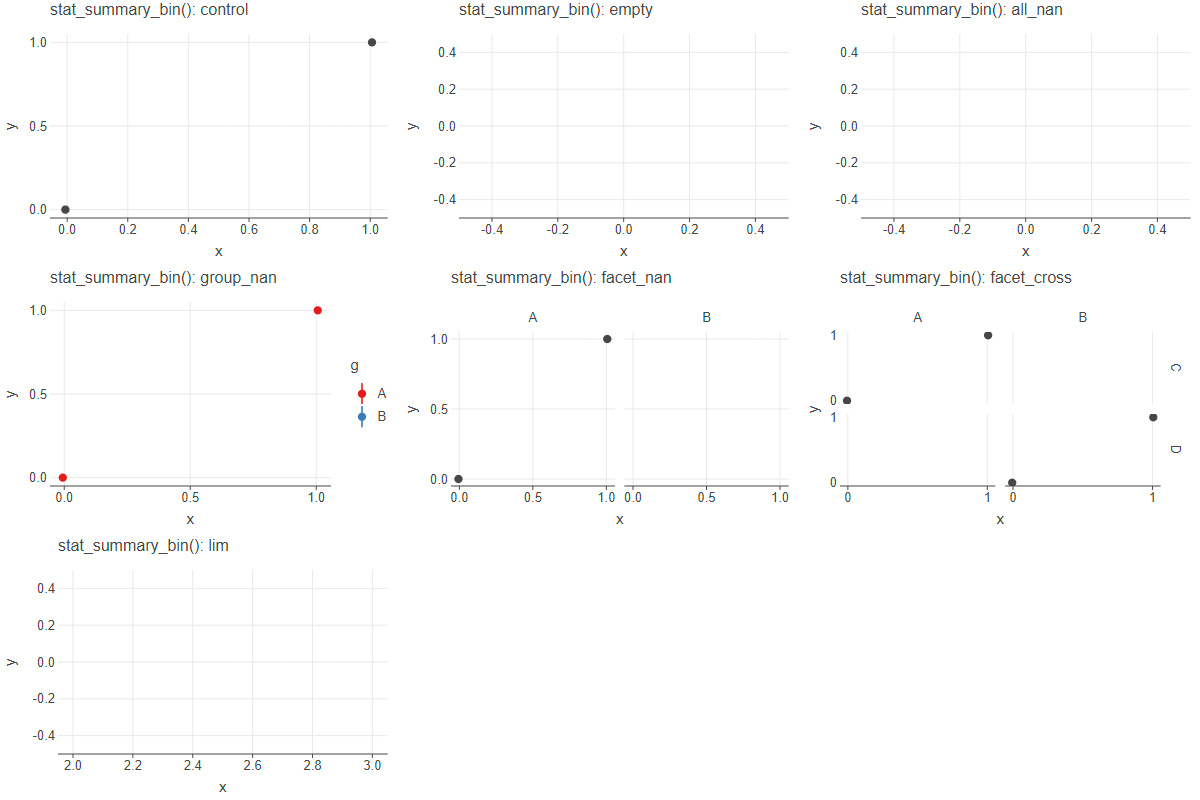 stat_summary_bin(): control
1.0
0.5
0.0
y
0.0 0.2 0.4 0.6 0.8 1.0
x
stat_summary_bin(): empty
0.4
0.2
0.0
-0.2
-0.4
y
-0.4 -0.2 0.0 0.2 0.4
x
stat_summary_bin(): all_nan
0.4
0.2
0.0
-0.2
-0.4
y
-0.4 -0.2 0.0 0.2 0.4
x
stat_summary_bin(): group_nan
1.0
0.5
0.0
y
0.0 0.5 1.0
x
g
A
B
stat_summary_bin(): facet_nan
A B
1.0
0.5
0.0
y
0.0 0.5 1.0 0.0 0.5 1.0
x
stat_summary_bin(): facet_cross
A B
1
0
C
1
0
D
y
0 1 0 1
x
stat_summary_bin(): lim
0.4
0.2
0.0
-0.2
-0.4
y
2.0 2.2 2.4 2.6 2.8 3.0
x